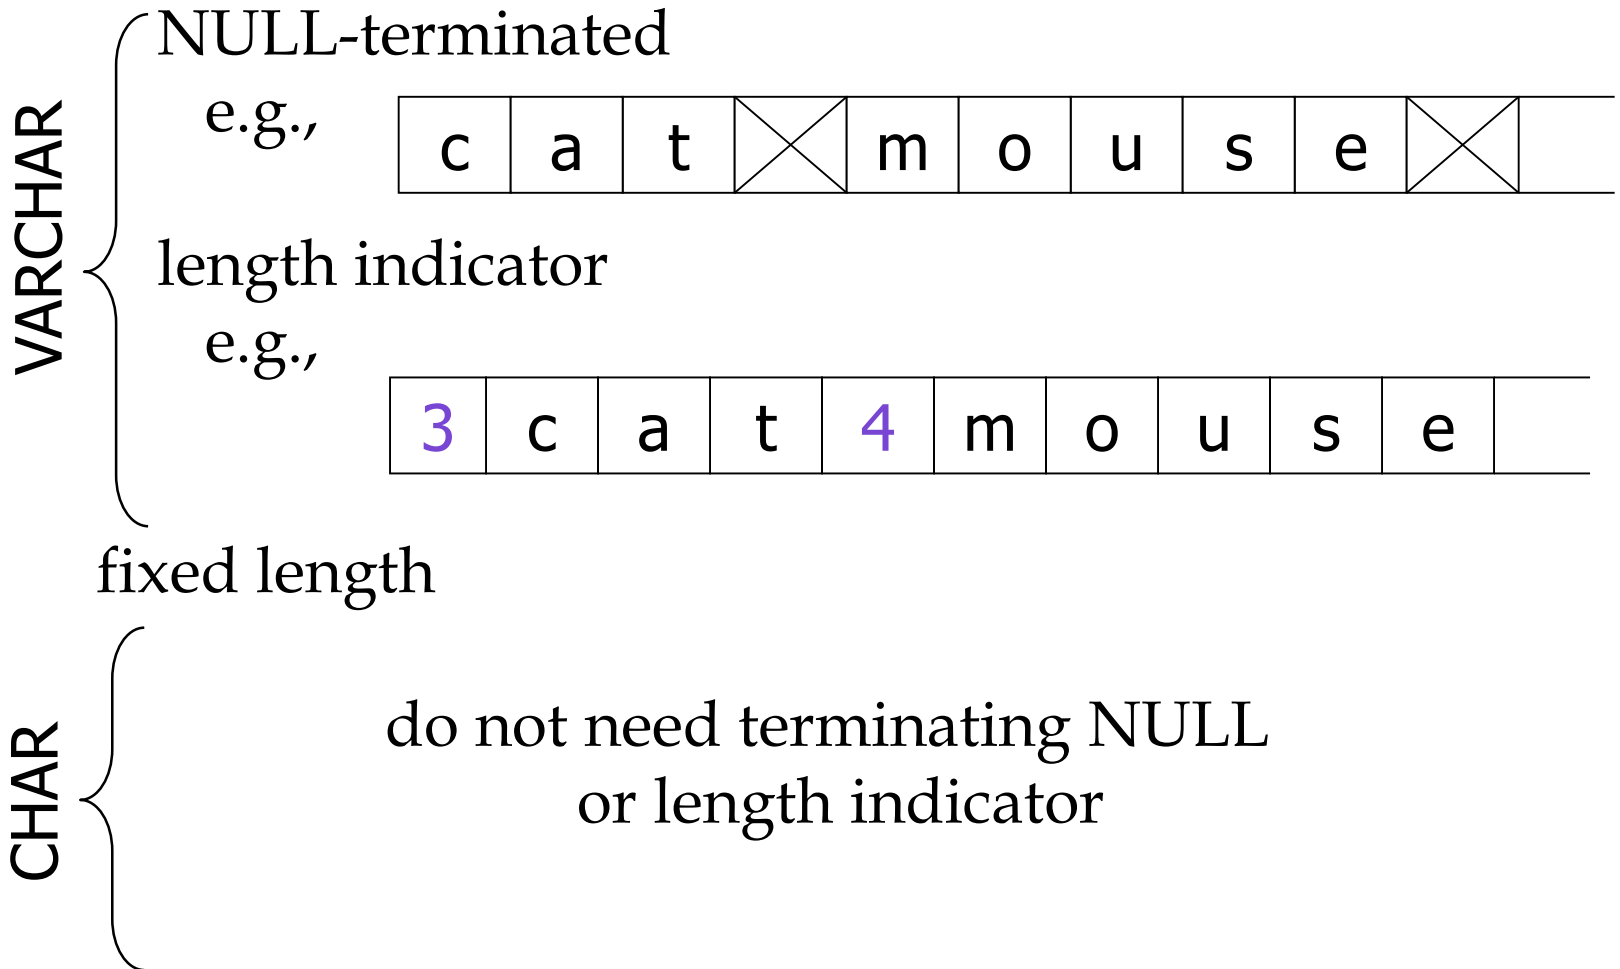 VARCHAR
NULL-terminated
e.g.,
c a t m o u s e
length indicator
e.g.,
3 c a t 4 m o u s e
fixed length
CHAR
do not need terminating NULL
or length indicator